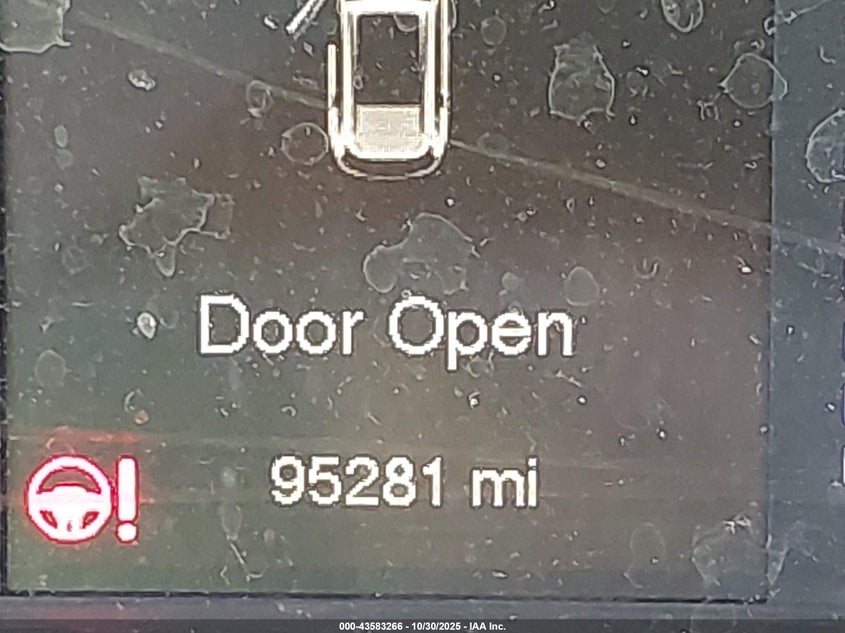 Door Open
95281 mi
000-43583266 - 10/30/2025 - IAA Inc.